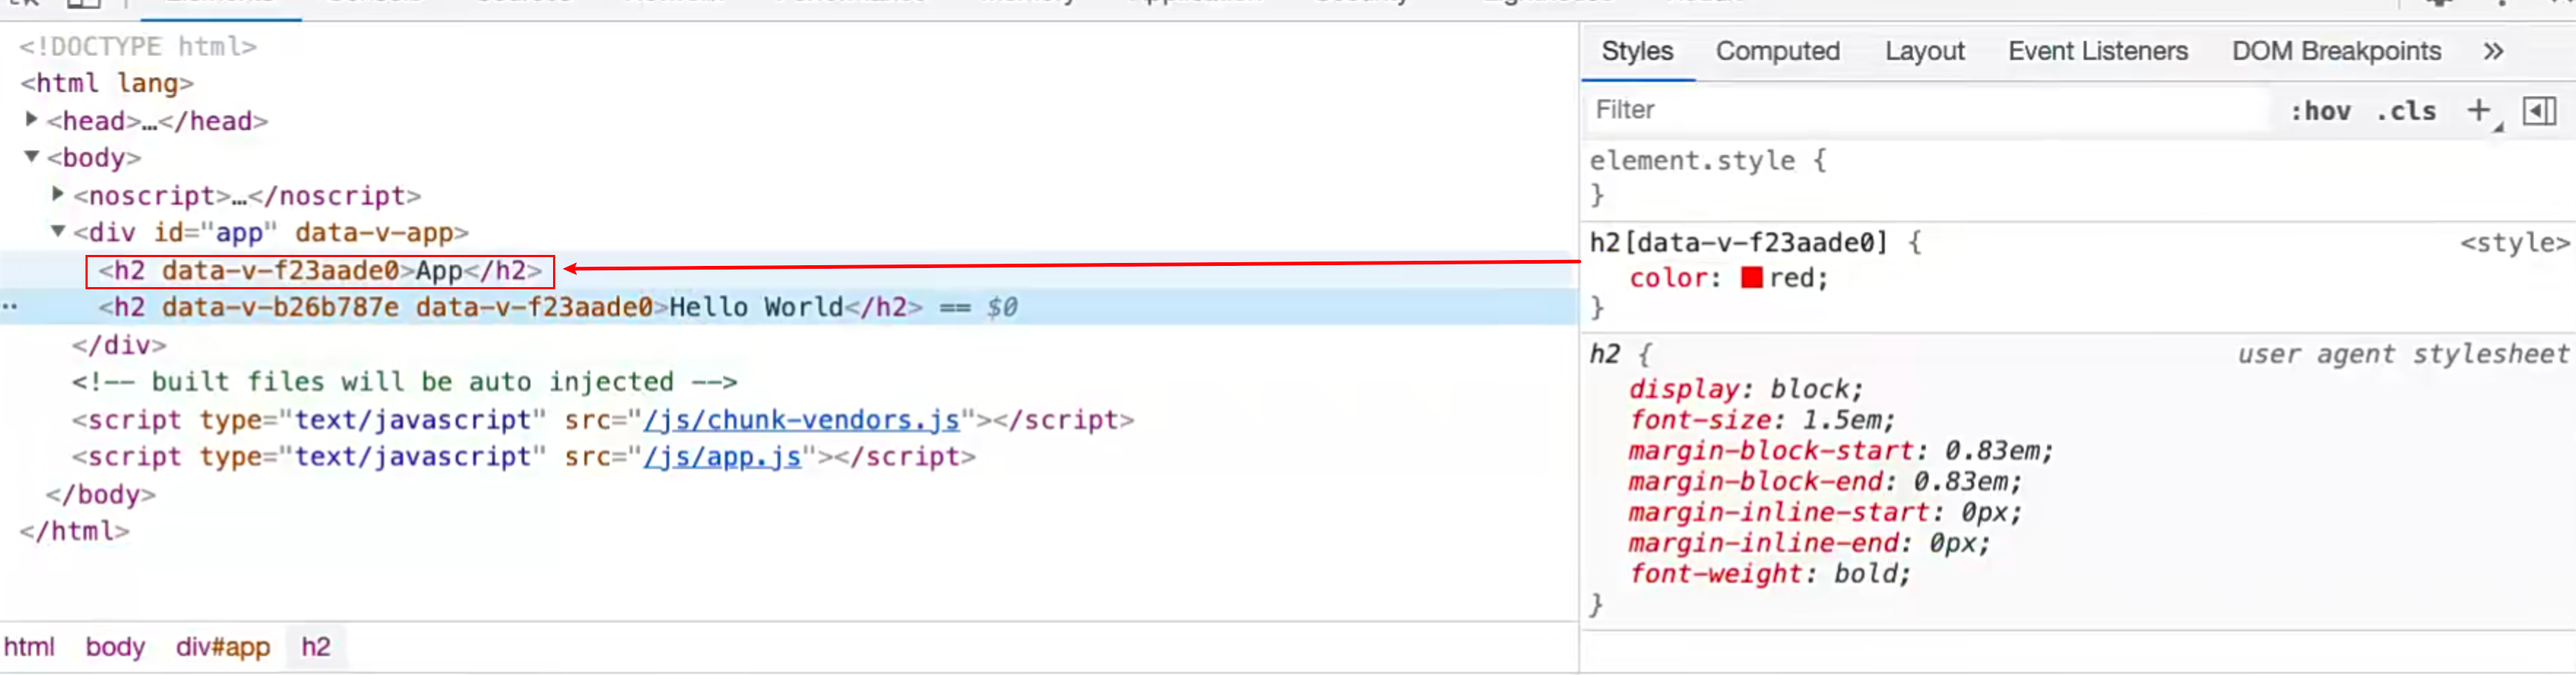 <!DOCTYPE html>
<html lang>
<head>…</head>
<body>
<noscript>…</noscript>
<div id="app" data-v-app>
<h2 data-v-f23aade0>App</h2>
<h2 data-v-b26b787e data-v-f23aade0>Hello World</h2> == $0
</div>
<!-- built files will be auto injected -->
<script type="text/javascript" src="/js/chunk-vendors.js"></script>
<script type="text/javascript" src="/js/app.js"></script>
</body>
</html>
html body div#app h2
Styles Computed Layout Event Listeners DOM Breakpoints »
Filter :hov .cls +
element.style {
}
h2[data-v-f23aade0] { <style>
color: red;
}
h2 { user agent stylesheet
display: block;
font-size: 1.5em;
margin-block-start: 0.83em;
margin-block-end: 0.83em;
margin-inline-start: 0px;
margin-inline-end: 0px;
font-weight: bold;
}